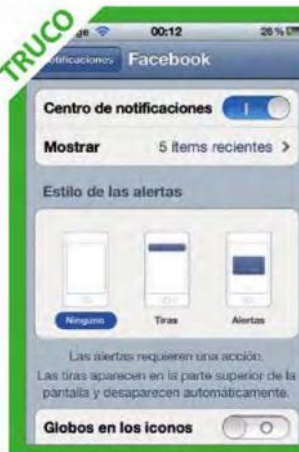 TRUCO
00:12
Notificaciones
Facebook
Centro de notificaciones
Mostrar 5 ítems recientes >
Estilo de las alertas
Ninguno Tiras Alertas
Las alertas requieren una acción.
Las tiras aparecen en la parte superior de la
pantalla y desaparecen automáticamente.
Globos en los iconos